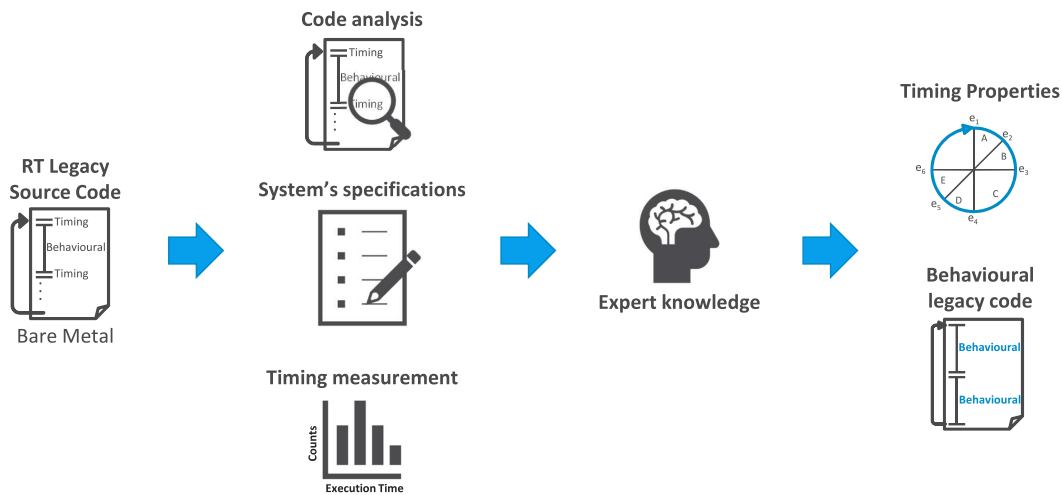 Code analysis
Timing
Behavioural
Timing
RT Legacy
Source Code
Timing
Behavioural
Timing
Bare Metal
System's specifications
Timing measurement
Counts
Execution Time
Expert knowledge
Timing Properties
e1
A
e2
B
e6
e3
E
C
D
e5
e4
Behavioural
legacy code
Behavioural
Behavioural